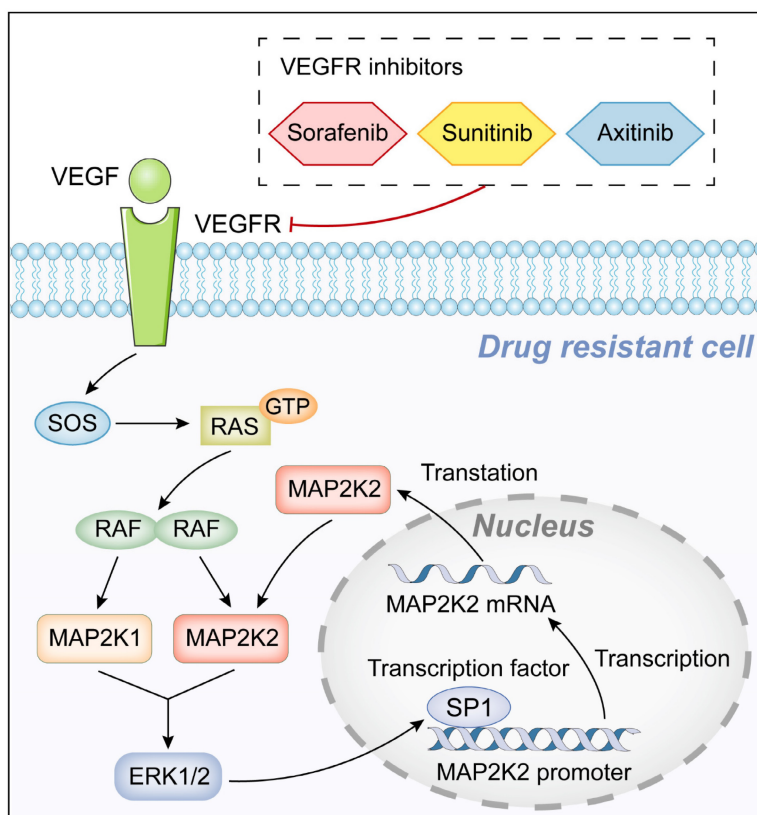 VEGFR inhibitors
Sorafenib
Sunitinib
Axitinib
VEGF
VEGFR
Drug resistant cell
SOS
RAS
GTP
MAP2K2
Transtation
Nucleus
RAF
RAF
MAP2K2 mRNA
MAP2K1
MAP2K2
Transcription factor
Transcription
SP1
MAP2K2 promoter
ERK1/2